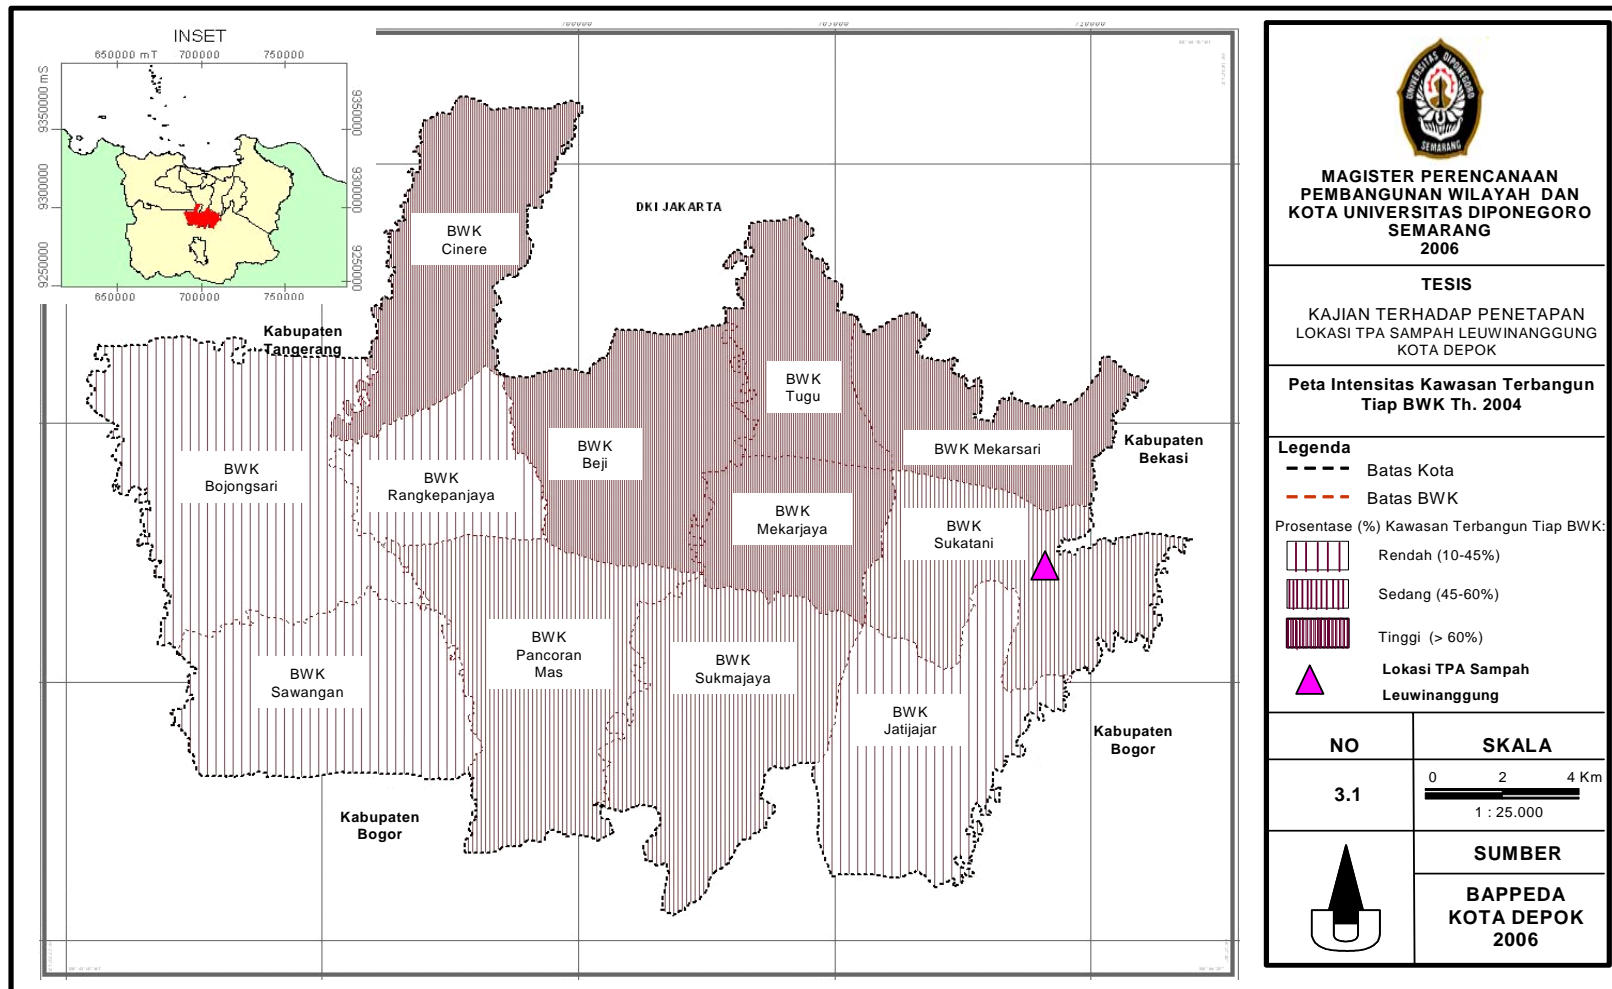 INSET
650000 mT
700000
750000
9350000 mS
9300000
9250000
9350000
9300000
9250000
650000
700000
750000
700000
705000
BWK
Cinere
DKI JAKARTA
Kabupaten
Tangerang
BWK
Tugu
BWK
Beji
BWK Mekarsari
Kabupaten
Bekasi
BWK
Bojongsari
BWK
Rangkepanjaya
BWK
Mekarjaya
BWK
Sukatani
BWK
Pancoran
Mas
BWK
Sukmajaya
BWK
Sawangan
BWK
Jatijajar
Kabupaten
Bogor
Kabupaten
Bogor
UNIVERSITAS DIPONEGORO
SEMARANG
MAGISTER PERENCANAAN
PEMBANGUNAN WILAYAH DAN
KOTA UNIVERSITAS DIPONEGORO
SEMARANG
2006
TESIS
KAJIAN TERHADAP PENETAPAN
LOKASI TPA SAMPAH LEUWINANGGUNG
KOTA DEPOK
Peta Intensitas Kawasan Terbangun
Tiap BWK Th. 2004
Legenda
Batas Kota
Batas BWK
Prosentase (%) Kawasan Terbangun Tiap BWK:
Rendah (10-45%)
Sedang (45-60%)
Tinggi (> 60%)
Lokasi TPA Sampah
Leuwinanggung
NO
SKALA
3.1
0 2 4 Km
1 : 25.000
SUMBER
BAPPEDA
KOTA DEPOK
2006